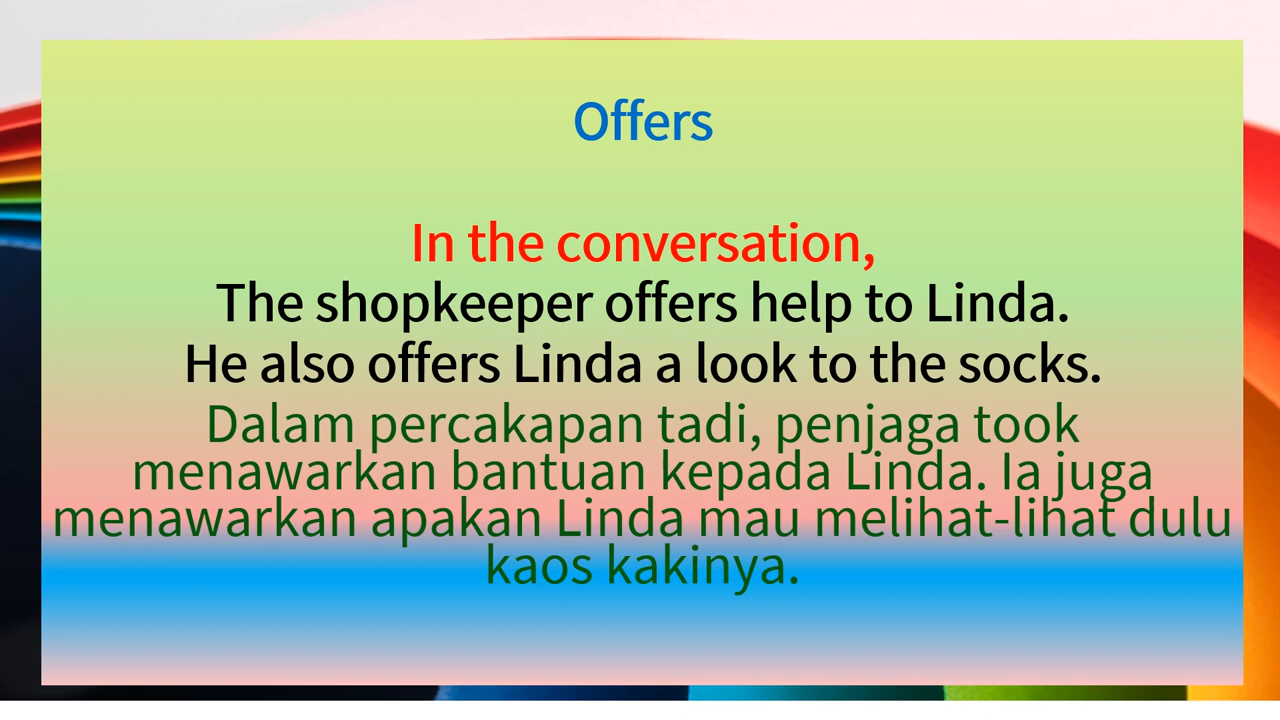 Offers
In the conversation,
The shopkeeper offers help to Linda.
He also offers Linda a look to the socks.
Dalam percakapan tadi, penjaga took
menawarkan bantuan kepada Linda. Ia juga
menawarkan apakan Linda mau melihat-lihat dulu
kaos kakinya.